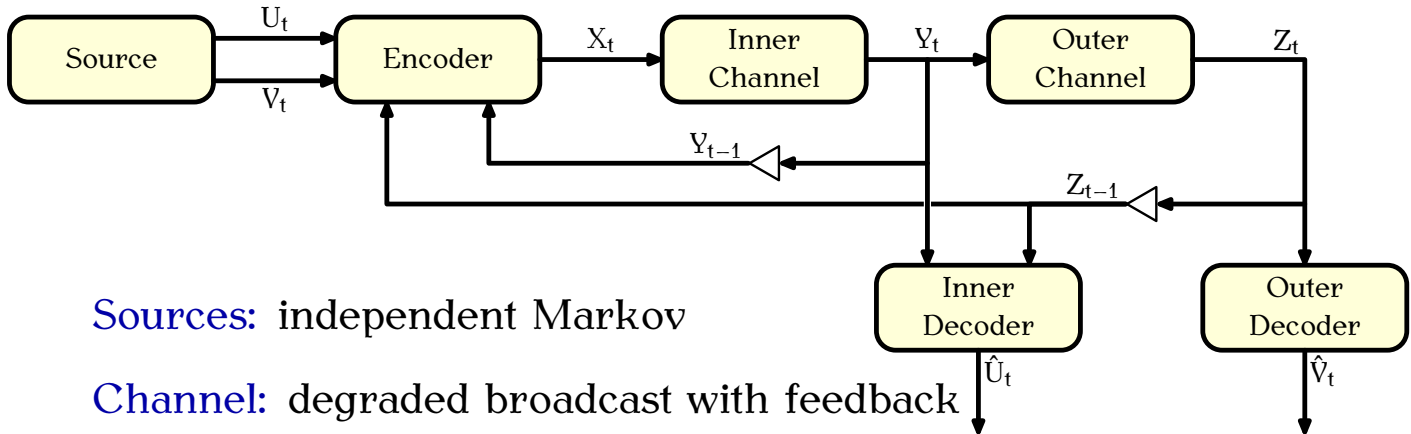 Source
U_t
V_t
Encoder
X_t
Inner
Channel
Y_t
Outer
Channel
Z_t
Y_{t−1}
Z_{t−1}
Inner
Decoder
Outer
Decoder
Û_t
V̂_t
Sources: independent Markov
Channel: degraded broadcast with feedback